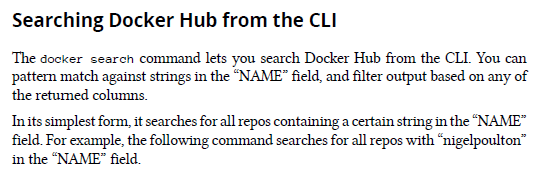 Searching Docker Hub from the CLI
The docker search command lets you search Docker Hub from the CLI. You can
pattern match against strings in the “NAME” field, and filter output based on any of
the returned columns.
In its simplest form, it searches for all repos containing a certain string in the “NAME”
field. For example, the following command searches for all repos with “nigelpoulton”
in the “NAME” field.